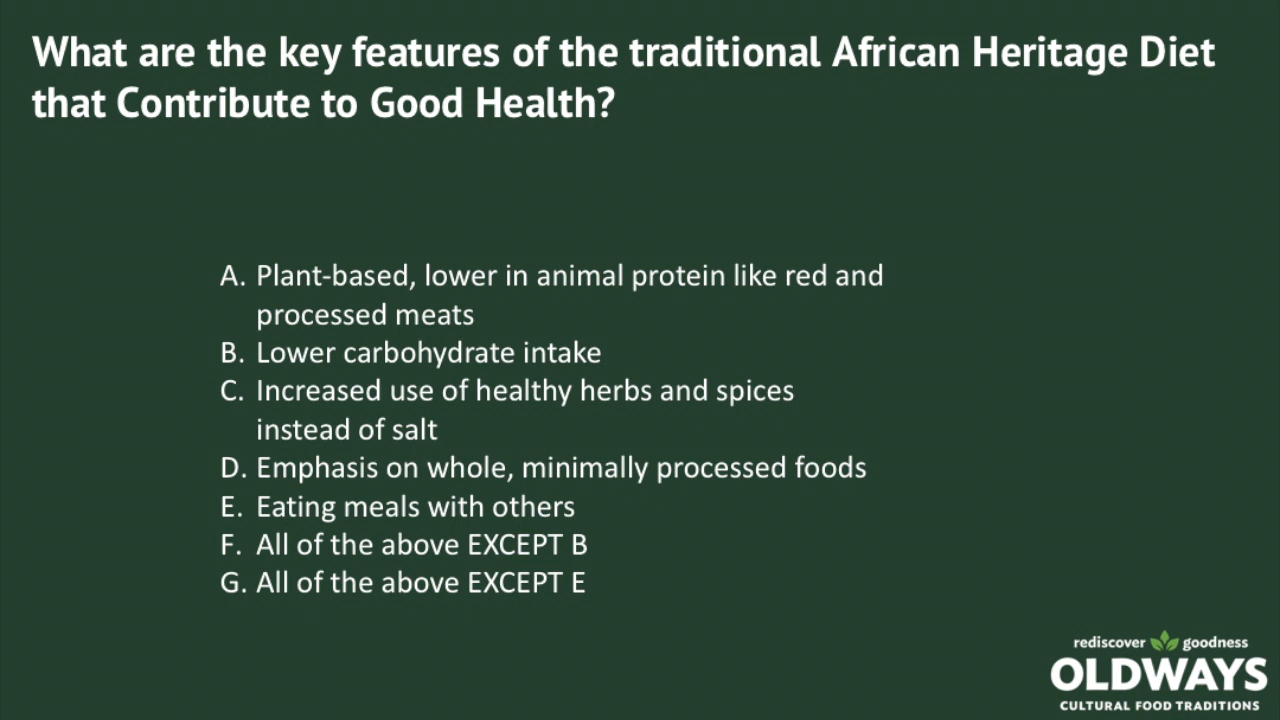 What are the key features of the traditional African Heritage Diet
that Contribute to Good Health?
A. Plant-based, lower in animal protein like red and
processed meats
B. Lower carbohydrate intake
C. Increased use of healthy herbs and spices
instead of salt
D. Emphasis on whole, minimally processed foods
E. Eating meals with others
F. All of the above EXCEPT B
G. All of the above EXCEPT E
rediscover goodness
OLDWAYS
CULTURAL FOOD TRADITIONS